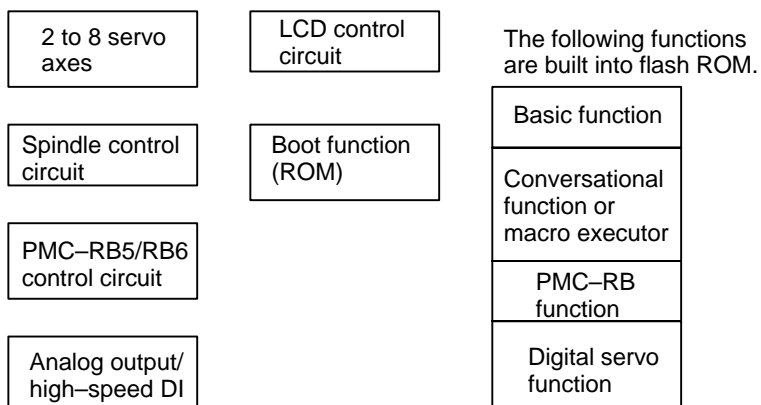 2 to 8 servo
axes
Spindle control
circuit
PMC–RB5/RB6
control circuit
Analog output/
high–speed DI
LCD control
circuit
Boot function
(ROM)
The following functions
are built into flash ROM.
Basic function
Conversational
function or
macro executor
PMC–RB
function
Digital servo
function